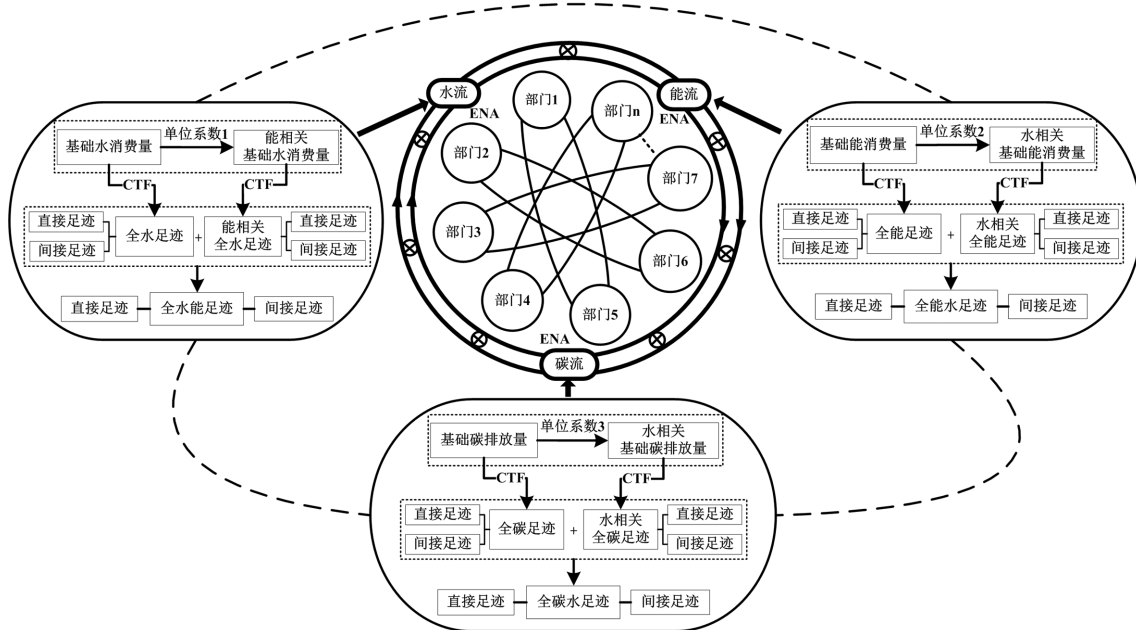 水流
ENA
能流
ENA
碳流
ENA
部门1
部门n
部门2
部门7
部门3
部门6
部门4
部门5
单位系数1
基础水消费量
能相关
基础水消费量
CTF
CTF
直接足迹
间接足迹
全水足迹
+
能相关
全水足迹
直接足迹
间接足迹
直接足迹
全水能足迹
间接足迹
单位系数2
基础能消费量
水相关
基础能消费量
CTF
CTF
直接足迹
间接足迹
全能足迹
+
水相关
全能足迹
直接足迹
间接足迹
直接足迹
全能水足迹
间接足迹
单位系数3
基础碳排放量
水相关
基础碳排放量
CTF
CTF
直接足迹
间接足迹
全碳足迹
+
水相关
全碳足迹
直接足迹
间接足迹
直接足迹
全碳水足迹
间接足迹